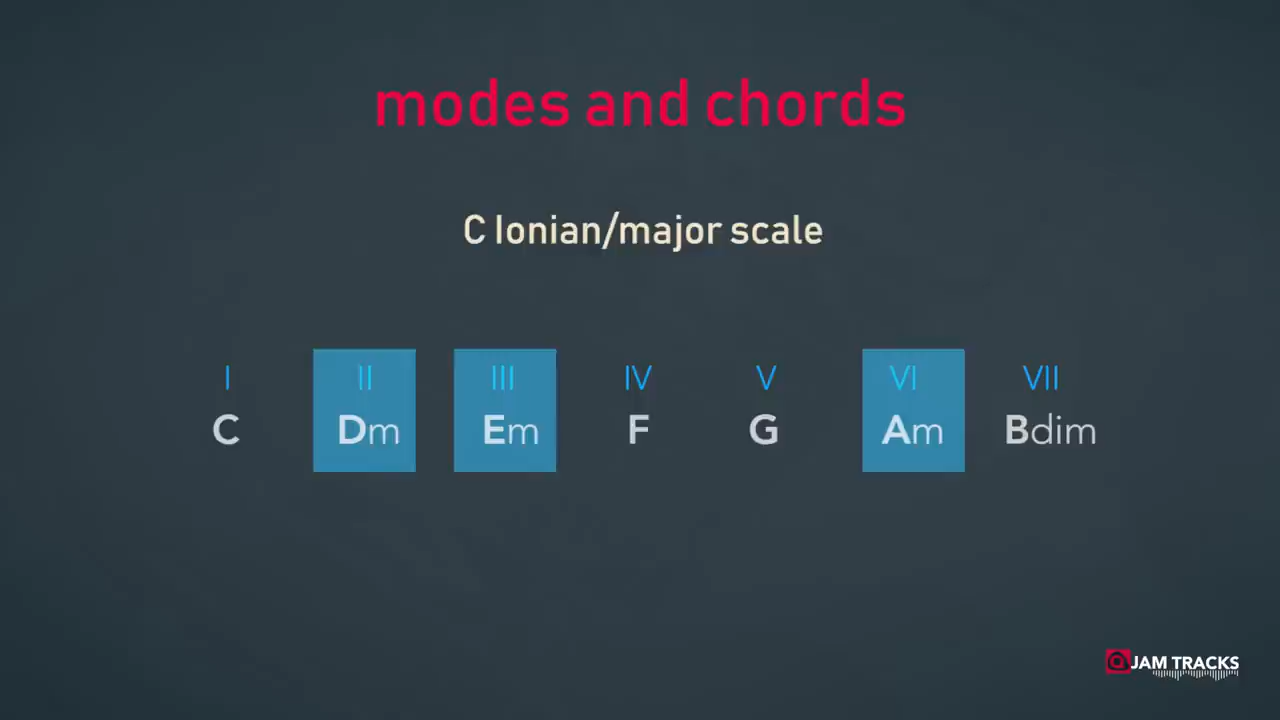 modes and chords
C Ionian/major scale
I II III IV V VI VII
C Dm Em F G Am Bdim
JAM TRACKS